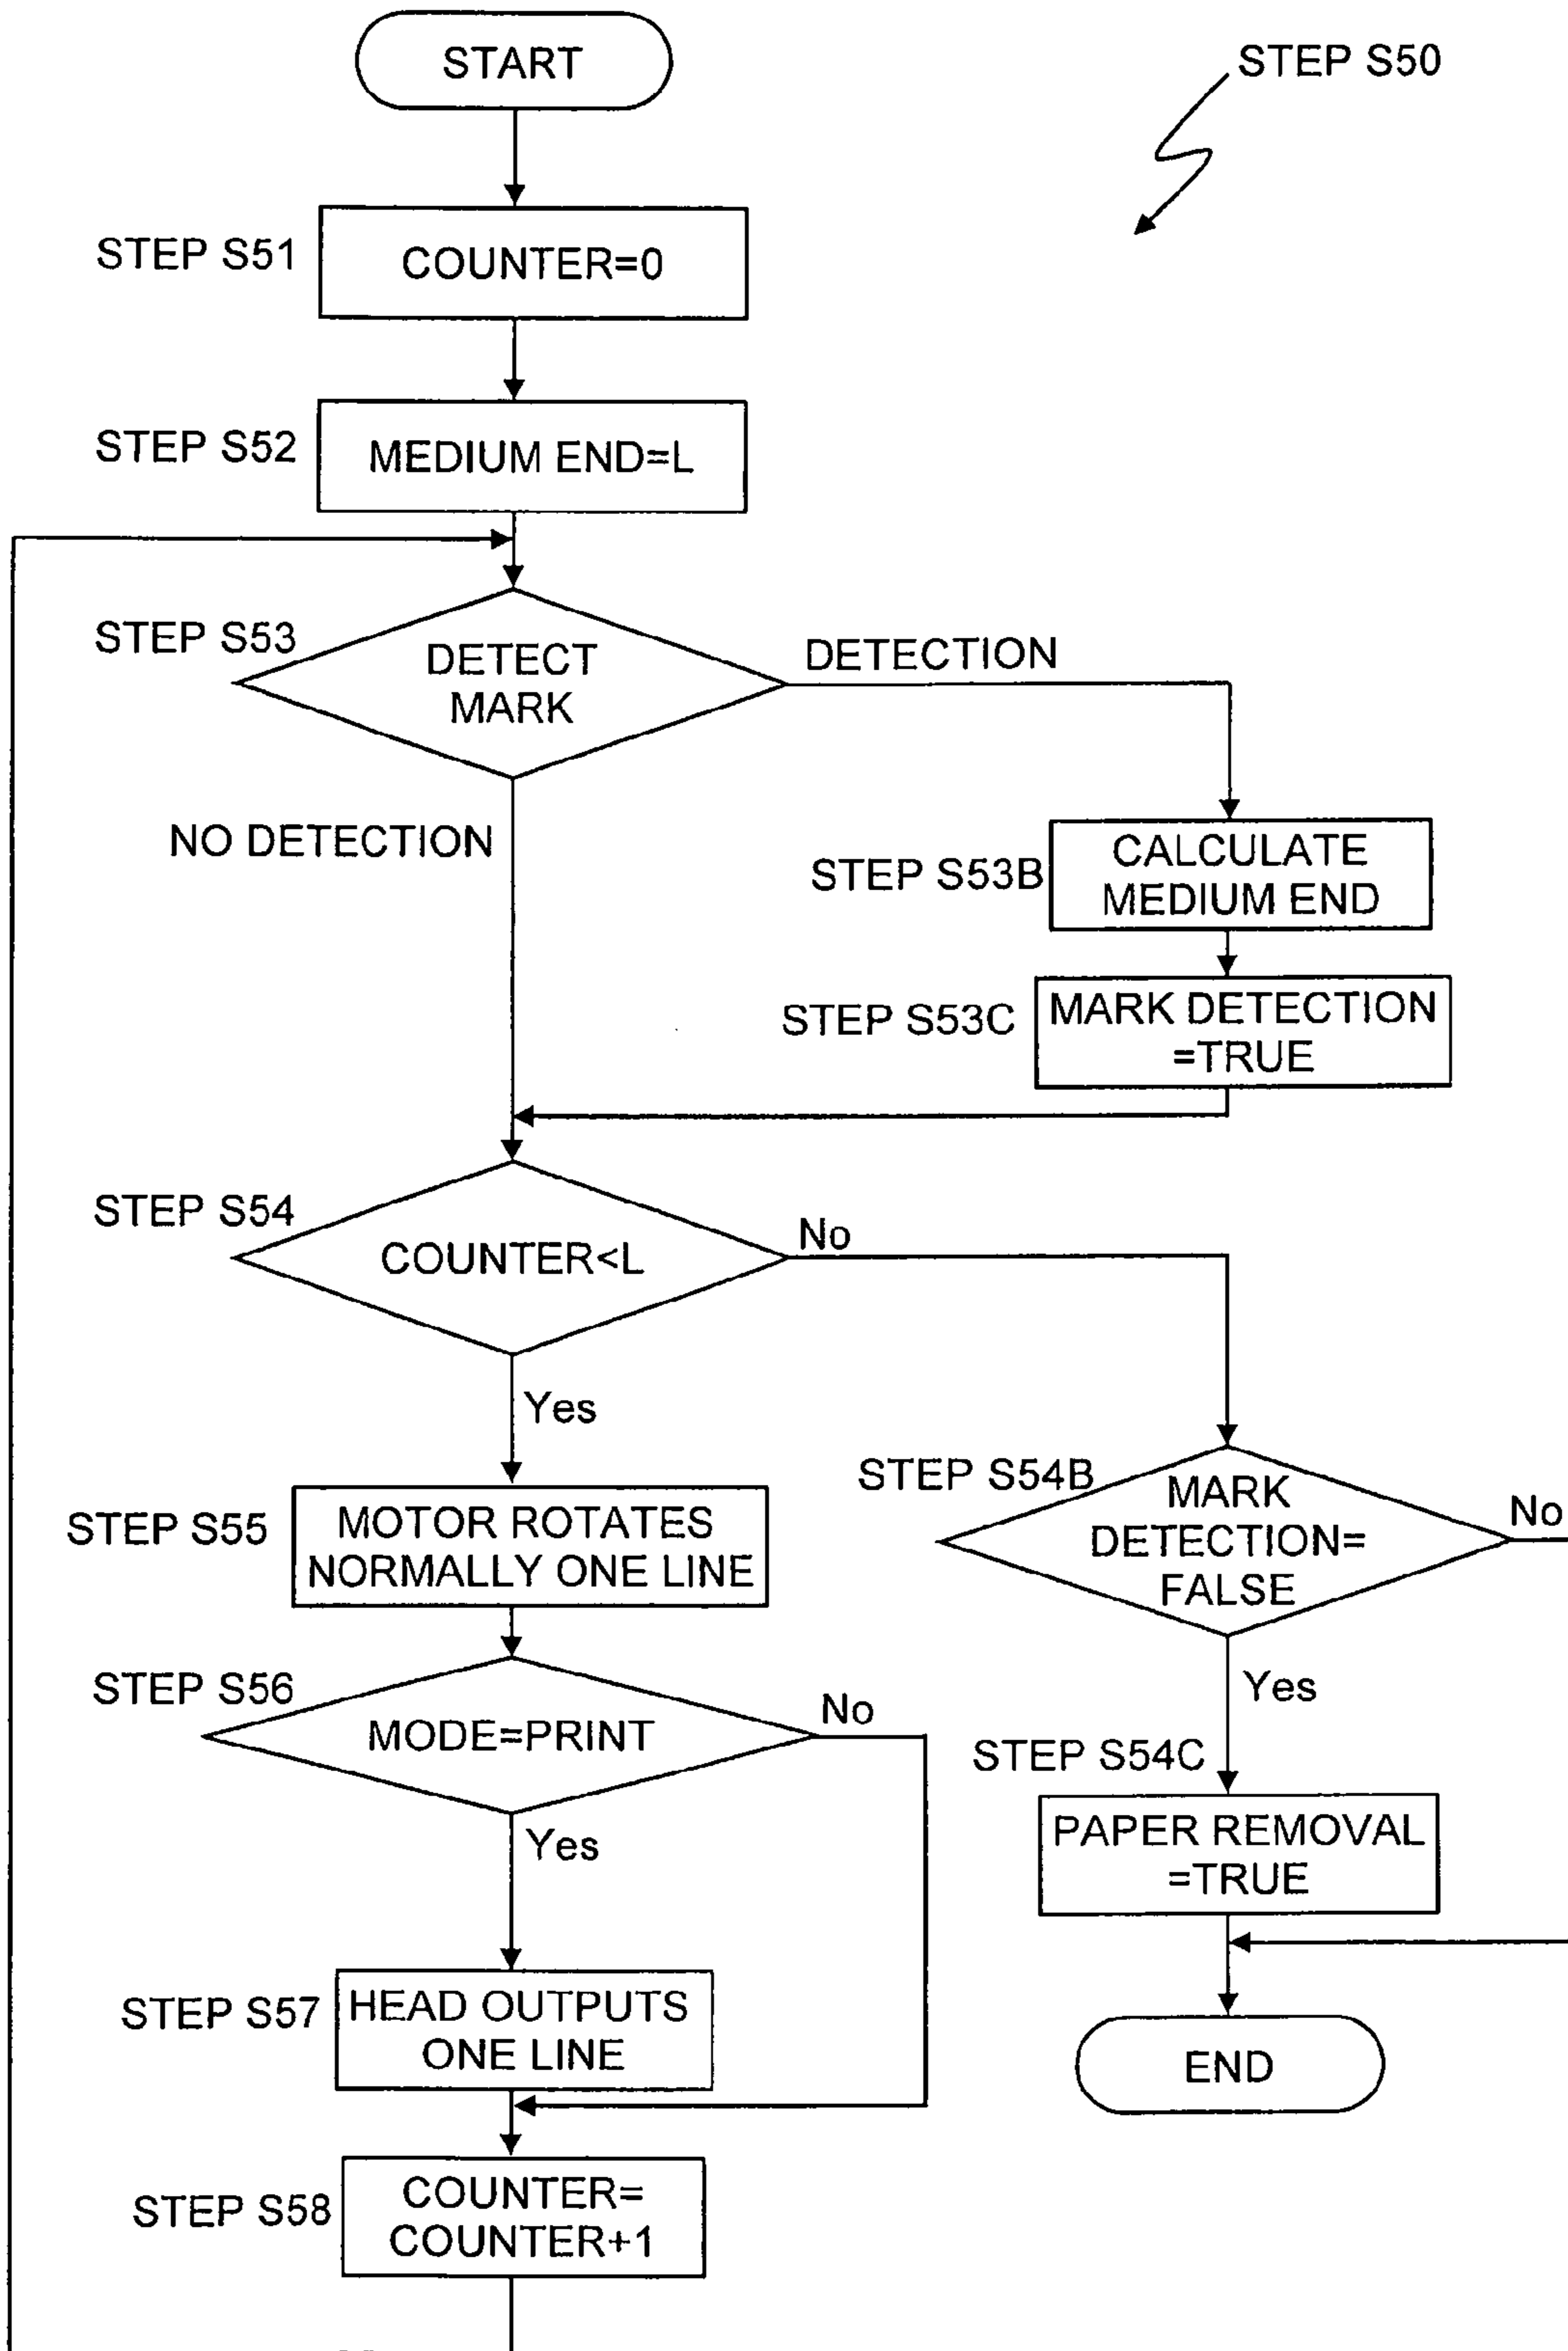 START
STEP S50
STEP S51
COUNTER=0
STEP S52
MEDIUM END=L
STEP S53
DETECT
MARK
DETECTION
NO DETECTION
STEP S53B
CALCULATE
MEDIUM END
STEP S53C
MARK DETECTION
=TRUE
STEP S54
COUNTER<L
No
Yes
STEP S54B
MARK
DETECTION=
FALSE
No
STEP S55
MOTOR ROTATES
NORMALLY ONE LINE
STEP S56
MODE=PRINT
No
Yes
Yes
STEP S54C
PAPER REMOVAL
=TRUE
STEP S57
HEAD OUTPUTS
ONE LINE
END
STEP S58
COUNTER=
COUNTER+1